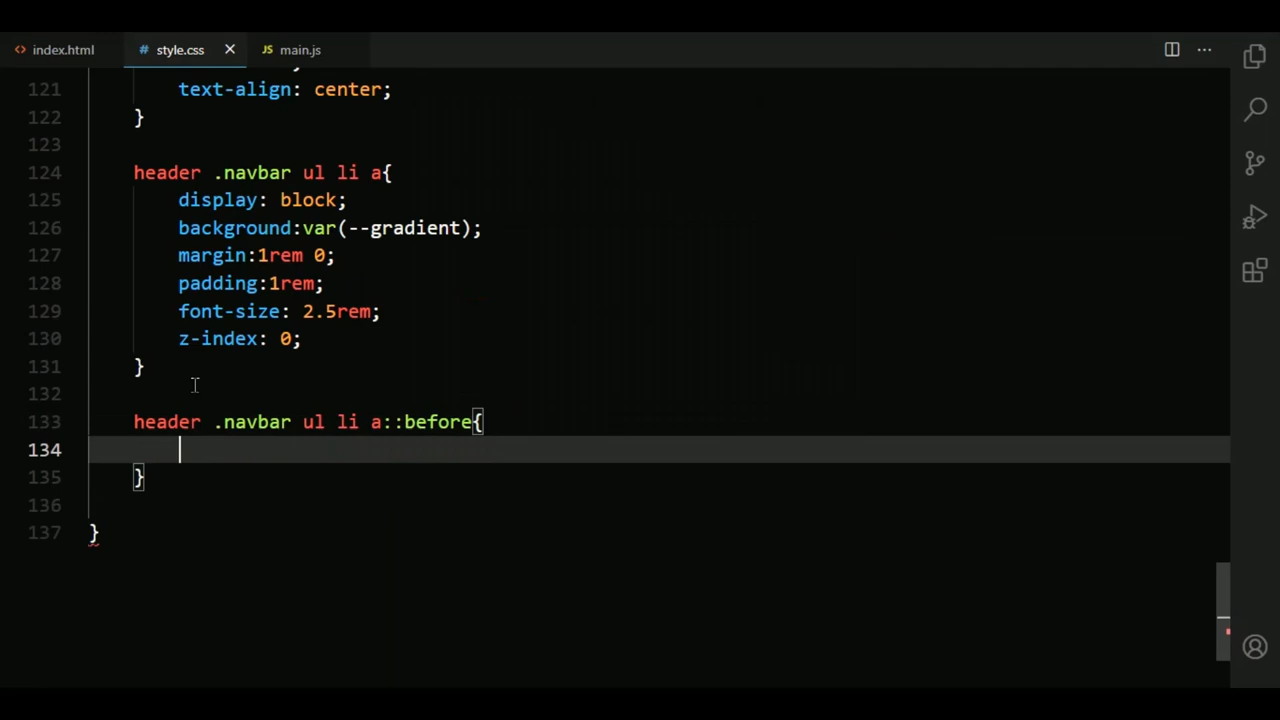 index.html
# style.css
JS main.js
121 text-align: center;
122 }
123
124 header .navbar ul li a{
125 display: block;
126 background:var(--gradient);
127 margin:1rem 0;
128 padding:1rem;
129 font-size: 2.5rem;
130 z-index: 0;
131 }
132
133 header .navbar ul li a::before{
134
135 }
136
137 }